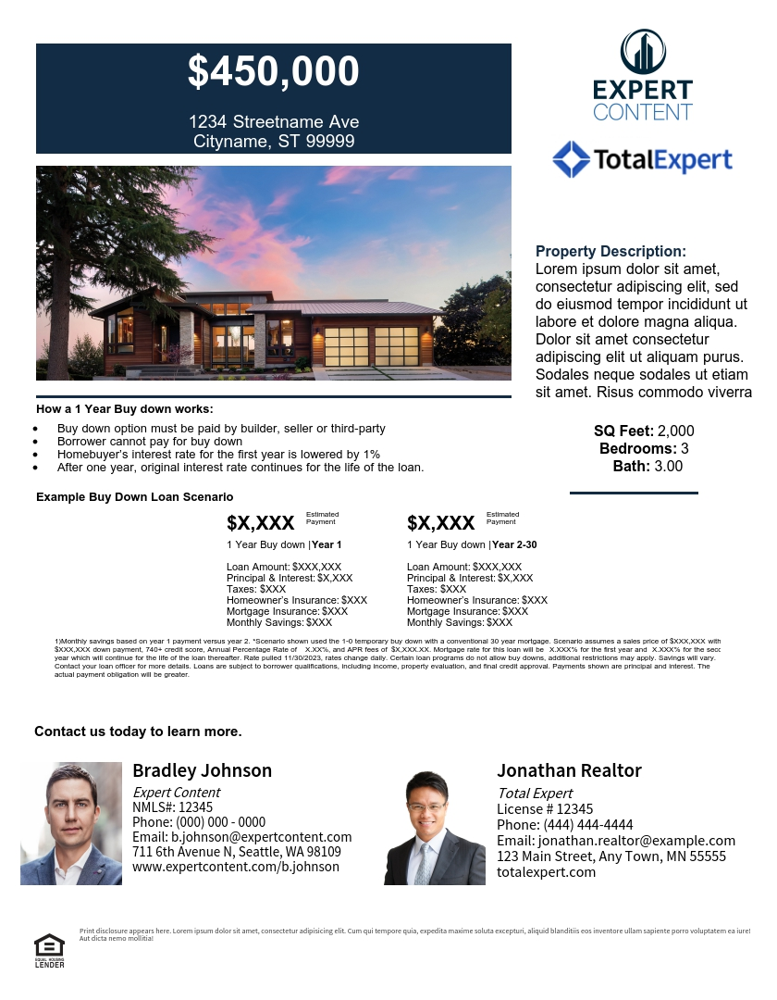 $450,000
1234 Streetname Ave
Cityname, ST 99999
EXPERT
CONTENT
TotalExpert
Property Description:
Lorem ipsum dolor sit amet,
consectetur adipiscing elit, sed
do eiusmod tempor incididunt ut
labore et dolore magna aliqua.
Dolor sit amet consectetur
adipiscing elit ut aliquam purus.
Sodales neque sodales ut etiam
sit amet. Risus commodo viverra
SQ Feet: 2,000
Bedrooms: 3
Bath: 3.00
How a 1 Year Buy down works:
• Buy down option must be paid by builder, seller or third-party
• Borrower cannot pay for buy down
• Homebuyer's interest rate for the first year is lowered by 1%
• After one year, original interest rate continues for the life of the loan.
Example Buy Down Loan Scenario
$X,XXX Estimated
Payment
1 Year Buy down |Year 1
Loan Amount: $XXX,XXX
Principal & Interest: $X,XXX
Taxes: $XXX
Homeowner's Insurance: $XXX
Mortgage Insurance: $XXX
Monthly Savings: $XXX
$X,XXX Estimated
Payment
1 Year Buy down |Year 2-30
Loan Amount: $XXX,XXX
Principal & Interest: $X,XXX
Taxes: $XXX
Homeowner's Insurance: $XXX
Mortgage Insurance: $XXX
Monthly Savings: $XXX
1)Monthly savings based on year 1 payment versus year 2. *Scenario shown used the 1-0 temporary buy down with a conventional 30 year mortgage. Scenario assumes a sales price of $XXX,XXX with
$XXX,XXX down payment, 740+ credit score, Annual Percentage Rate of X.XX%, and APR fees of $X,XXX.XX. Mortgage rate for this loan will be X.XXX% for the first year and X.XXX% for the seco
year which will continue for the life of the loan thereafter. Rate pulled 11/30/2023, rates change daily. Certain loan programs do not allow buy downs, additional restrictions may apply. Savings will vary.
Contact your loan officer for more details. Loans are subject to borrower qualifications, including income, property evaluation, and final credit approval. Payments shown are principal and interest. The
actual payment obligation will be greater.
Contact us today to learn more.
Bradley Johnson
Expert Content
NMLS#: 12345
Phone: (000) 000 - 0000
Email: b.johnson@expertcontent.com
711 6th Avenue N, Seattle, WA 98109
www.expertcontent.com/b.johnson
Jonathan Realtor
Total Expert
License # 12345
Phone: (444) 444-4444
Email: jonathan.realtor@example.com
123 Main Street, Any Town, MN 55555
totalexpert.com
EQUAL HOUSING
LENDER
Print disclosure appears here. Lorem ipsum dolor sit amet, consectetur adipisicing elit. Cum qui tempore quia, expedita maxime soluta excepturi, aliquid blanditiis eos inventore ullam sapiente porro voluptatem ea iure!
Aut dicta nemo mollitia!